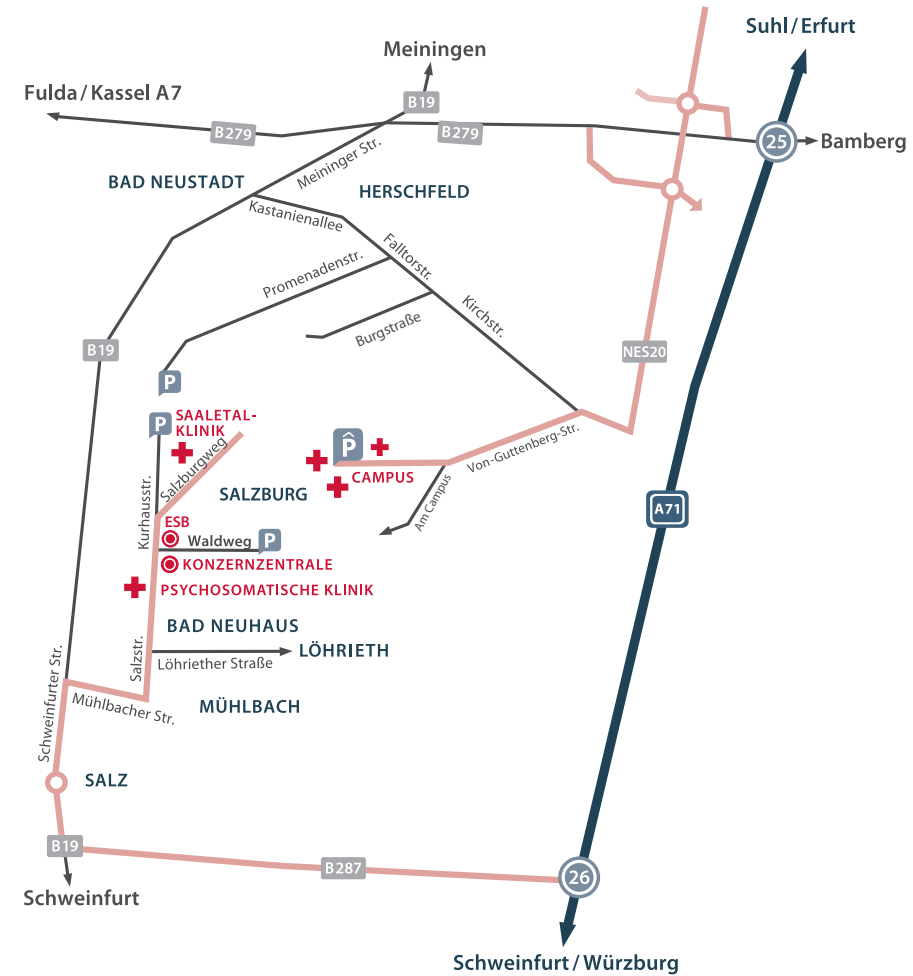 Suhl / Erfurt
Meiningen
Fulda / Kassel A7
B19
B279
B279
25
Bamberg
Meininger Str.
BAD NEUSTADT
HERSCHFELD
Kastanienallee
Falltorstr.
Promenadenstr.
Kirchstr.
Burgstraße
B19
NES20
P
P
SAALETAL-
KLINIK
P
Von-Guttenberg-Str.
Salzburgweg
CAMPUS
SALZBURG
Kurhausstr.
Am Campus
A71
ESB
Waldweg
P
KONZERNZENTRALE
PSYCHOSOMATISCHE KLINIK
BAD NEUHAUS
Salzstr.
LÖHRIETH
Löhriether Straße
Schweinfurter Str.
Mühlbacher Str.
MÜHLBACH
SALZ
B19
B287
26
Schweinfurt
Schweinfurt / Würzburg